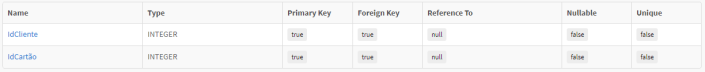 Name Type Primary Key Foreign Key Reference To Nullable Unique
IdCliente INTEGER true true null false false
IdCartão INTEGER true true null false false